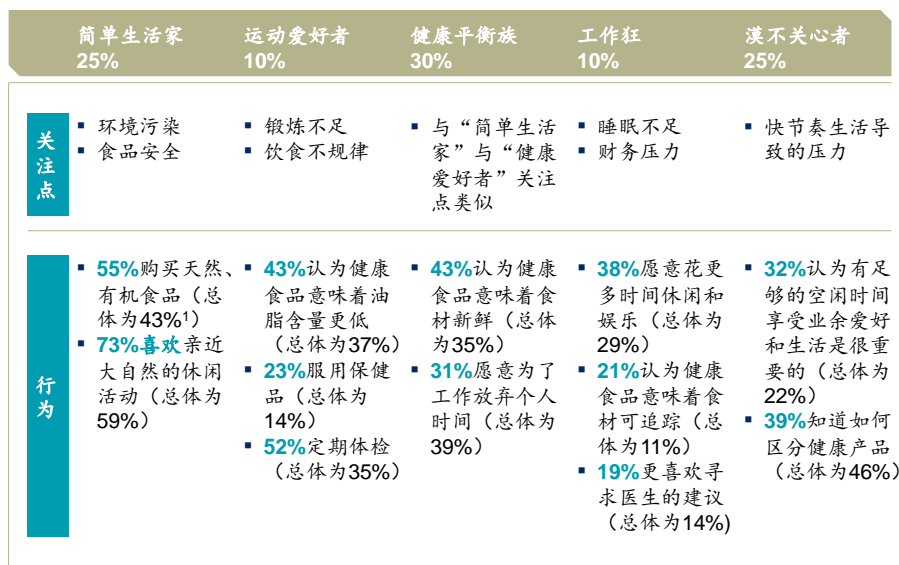 简单生活家
25%
运动爱好者
10%
健康平衡族
30%
工作狂
10%
漠不关心者
25%
关注点
▪ 环境污染
▪ 食品安全
▪ 锻炼不足
▪ 饮食不规律
▪ 与“简单生活
家”与“健康
爱好者”关注
点类似
▪ 睡眠不足
▪ 财务压力
▪ 快节奏生活导
致的压力
行为
▪ 55%购买天然、
有机食品（总
体为43%¹）
▪ 73%喜欢亲近
大自然的休闲
活动（总体为
59%）
▪ 43%认为健康
食品意味着油
脂含量更低
（总体为37%）
▪ 23%服用保健
品（总体为
14%）
▪ 52%定期体检
（总体为35%）
▪ 43%认为健康
食品意味着食
材新鲜（总体
为35%）
▪ 31%愿意为了
工作放弃个人
时间（总体为
39%）
▪ 38%愿意花更
多时间休闲和
娱乐（总体为
29%）
▪ 21%认为健康
食品意味着食
材可追踪（总
体为11%）
▪ 19%更喜欢寻
求医生的建议
（总体为14%)
▪ 32%认为有足
够的空闲时间
享受业余爱好
和生活是很重
要的（总体为
22%）
▪ 39%知道如何
区分健康产品
（总体为46%）